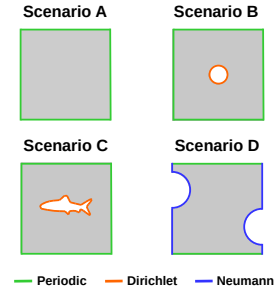 Scenario A
Scenario B
Scenario C
Scenario D
Periodic
Dirichlet
Neumann